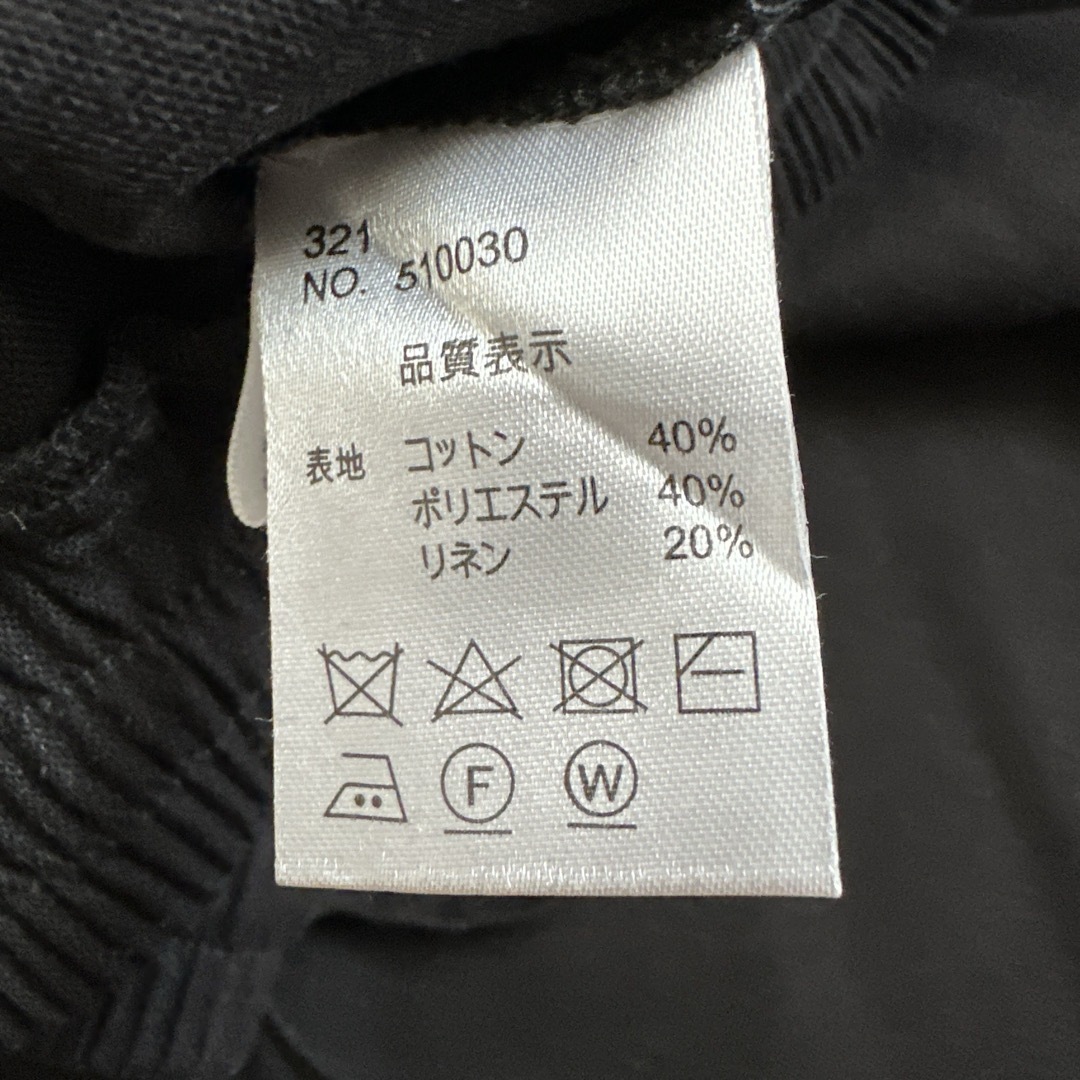 321
NO. 510030
品質表示
表地 コットン 40%
ポリエステル 40%
リネン 20%
F W